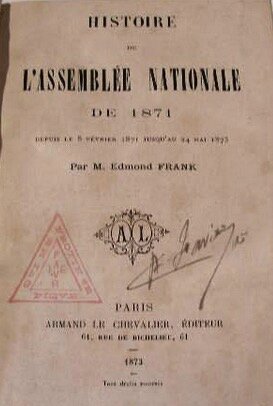 HISTOIRE
DE
L'ASSEMBLÉE NATIONALE
DE 1871
DEPUIS LE 8 FÉVRIER 1871 JUSQU'AU 24 MAI 1873
Par M. Edmond FRANK
A L
PARIS
ARMAND LE CHEVALIER, ÉDITEUR
61, RUE DE RICHELIEU, 61
1873
Tous droits réservés